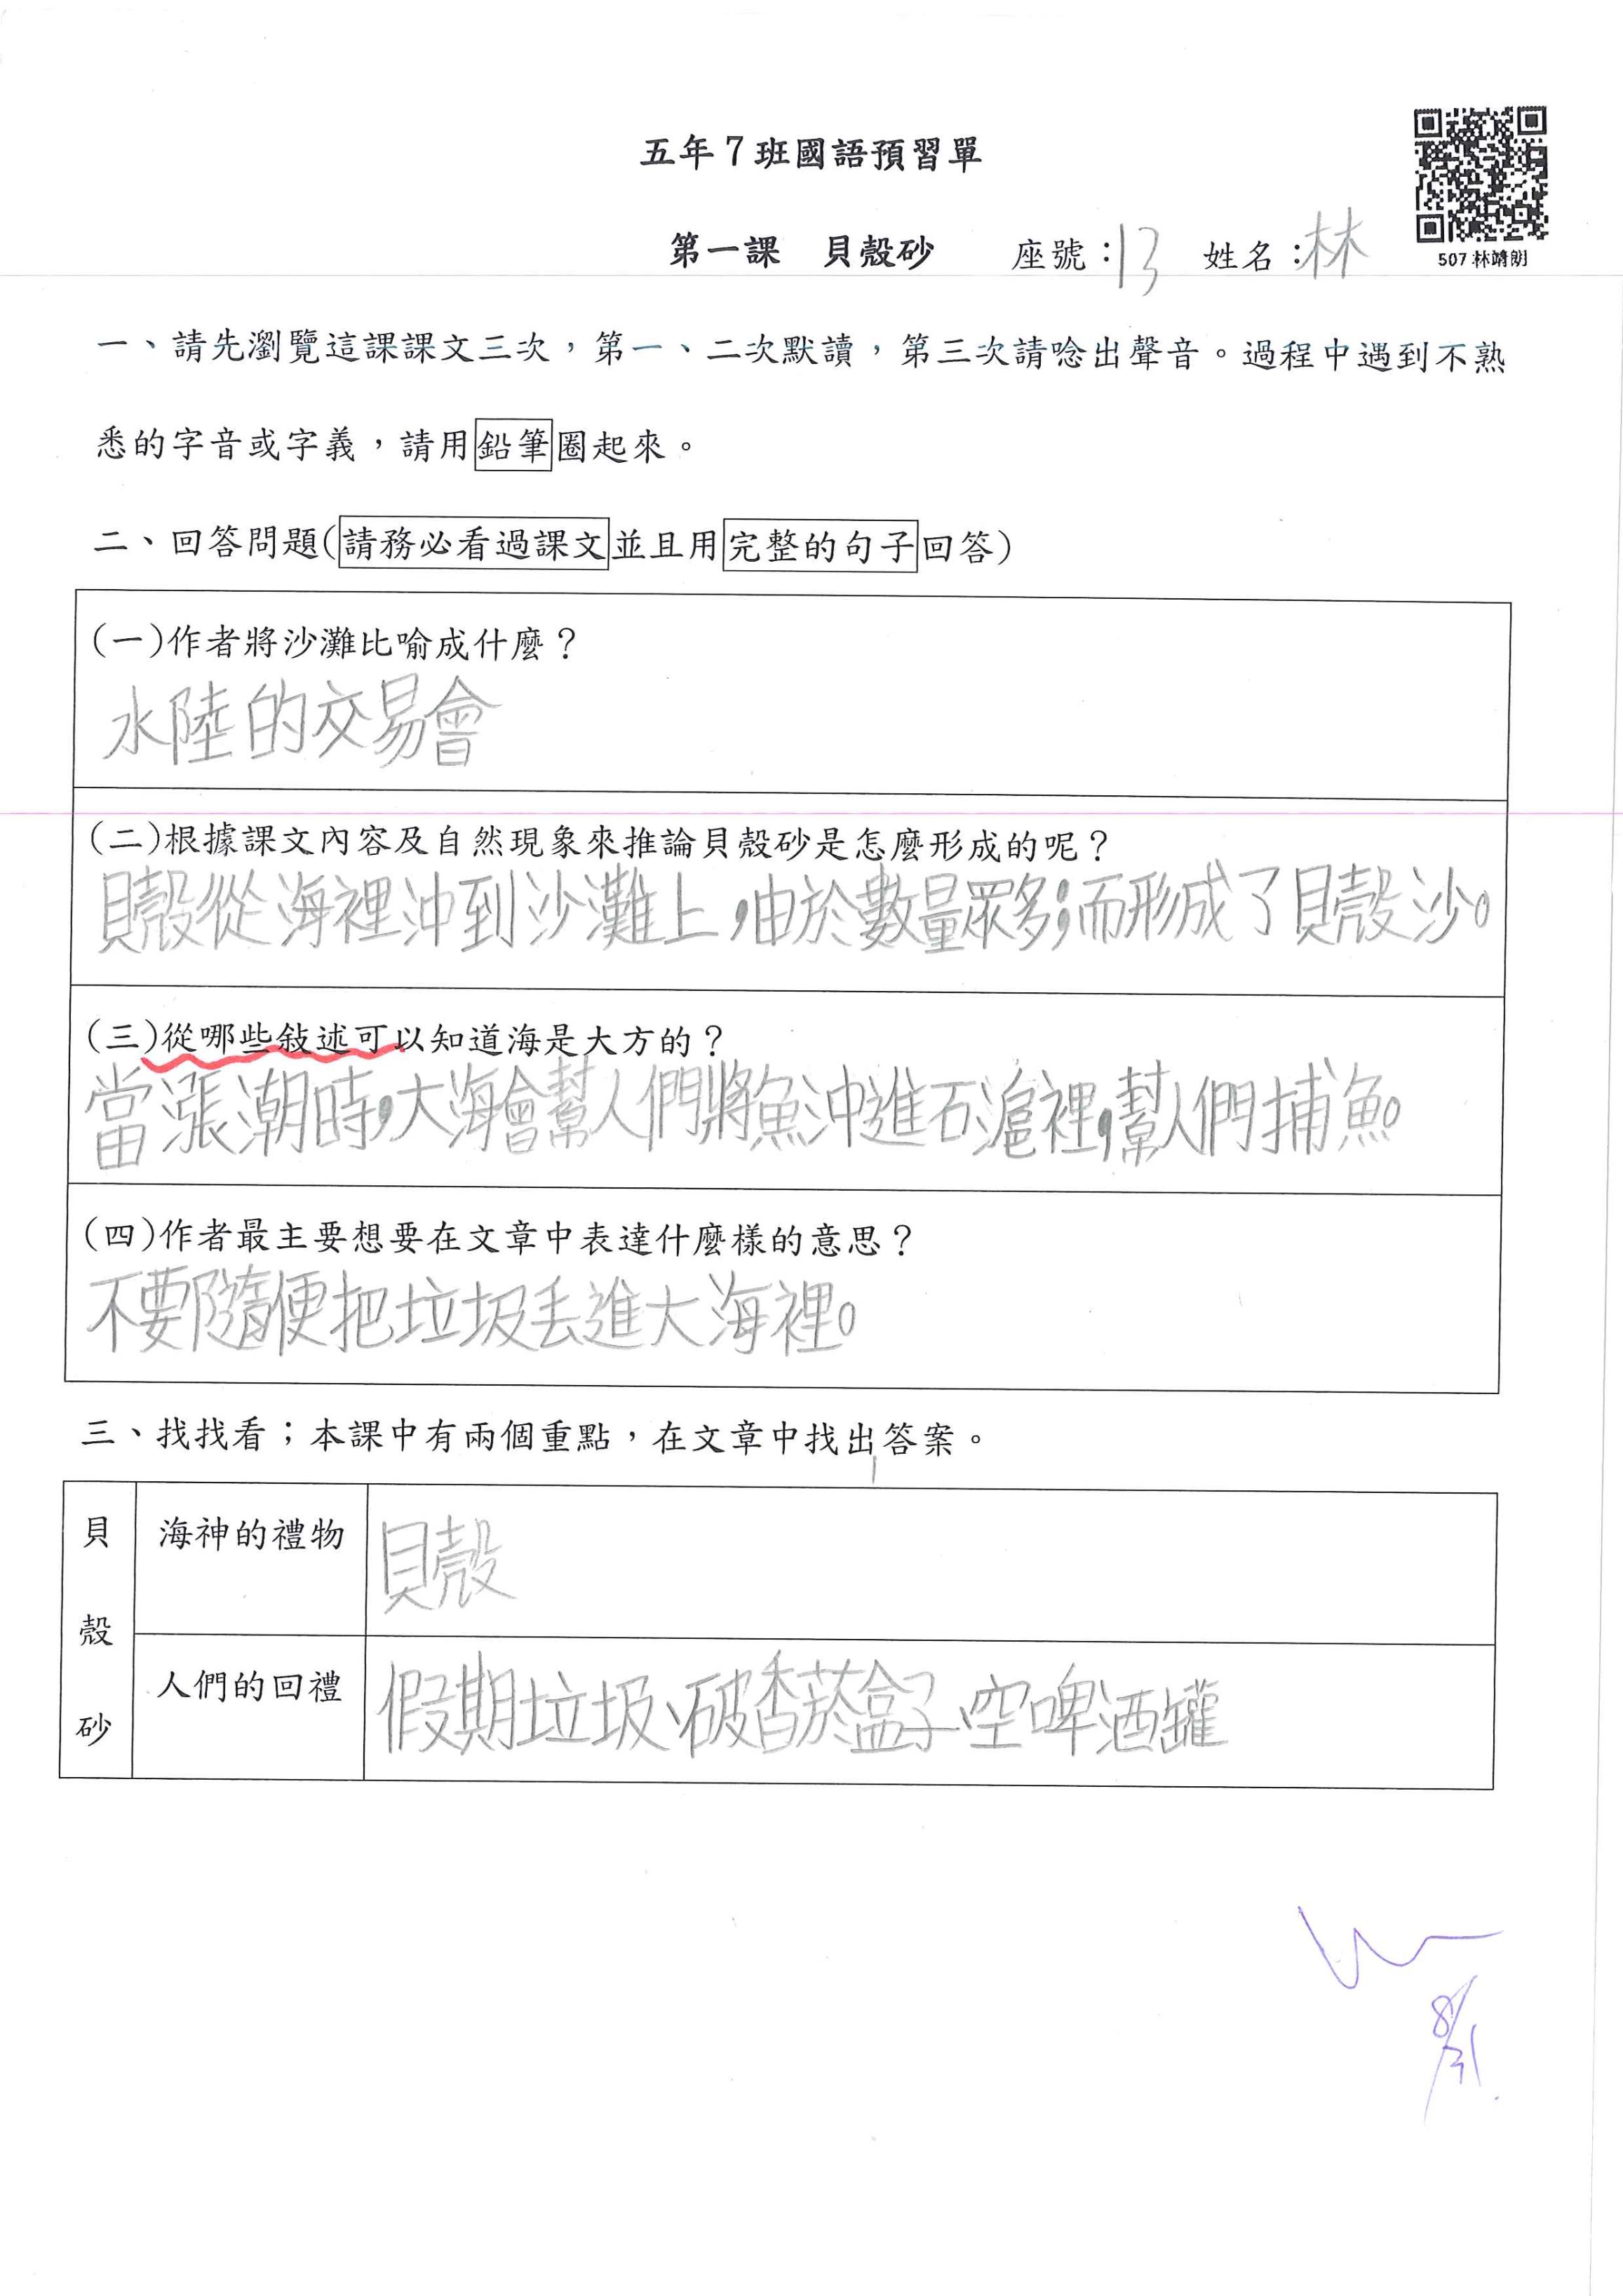 五年7班國語預習單
第一課　貝殼砂　座號：13　姓名：林
507林靖朗
一、請先瀏覽這課課文三次，第一、二次默讀，第三次請唸出聲音。過程中遇到不熟
悉的字音或字義，請用鉛筆圈起來。
二、回答問題(請務必看過課文並且用完整的句子回答)
(一)作者將沙灘比喻成什麼？
水陸的交易會
(二)根據課文內容及自然現象來推論貝殼砂是怎麼形成的呢？
貝殼從海裡沖到沙灘上，由於數量眾多；而形成了貝殼沙。
(三)從哪些敍述可以知道海是大方的？
當漲潮時，大海會幫人們將魚沖進石滬裡，幫人們捕魚。
(四)作者最主要想要在文章中表達什麼樣的意思？
不要隨便把垃圾丟進大海裡。
三、找找看；本課中有兩個重點，在文章中找出答案。
貝殼砂
海神的禮物
貝殼
人們的回禮
假期垃圾、破香菸盒子、空啤酒罐
8/31